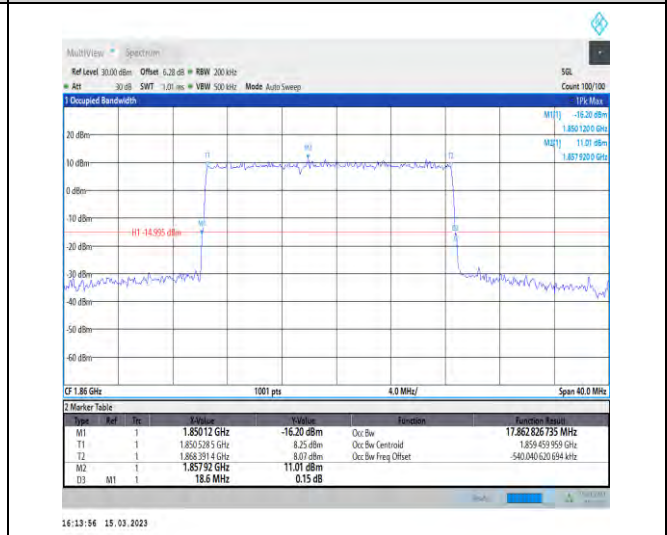 MultiView Spectrum
Ref Level 30.00 dBm Offset 6.28 dB RBW 200 kHz SGL
Att 30 dB SWT 1.01 ms VBW 500 kHz Mode Auto Sweep Count 100/100
1 Occupied Bandwidth 1Pk Max
M1[1] -16.20 dBm
1.850 120 0 GHz
M2[1] 11.01 dBm
1.857 920 0 GHz
20 dBm
10 dBm
0 dBm
-10 dBm
-20 dBm
-30 dBm
-40 dBm
-50 dBm
-60 dBm
T1 M2 T2
M1
H1 -14.995 dBm
CF 1.86 GHz 1001 pts 4.0 MHz/ Span 40.0 MHz
2 Marker Table
Type Ref Trc X-Value Y-Value Function Function Result
M1 1 1.85012 GHz -16.20 dBm Occ Bw 17.862 826 735 MHz
T1 1 1.850 528 5 GHz 8.25 dBm Occ Bw Centroid 1.859 459 959 GHz
T2 1 1.868 391 4 GHz 8.07 dBm Occ Bw Freq Offset -540.040 620 694 kHz
M2 1 1.85792 GHz 11.01 dBm
D3 M1 1 18.6 MHz 0.15 dB
16:13:56 15.03.2023